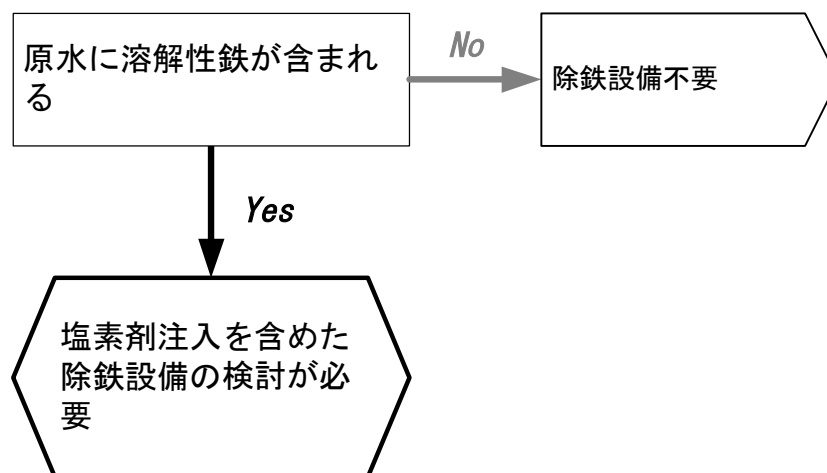 原水に溶解性鉄が含まれ
る
No
除鉄設備不要
Yes
塩素剤注入を含めた
除鉄設備の検討が必
要